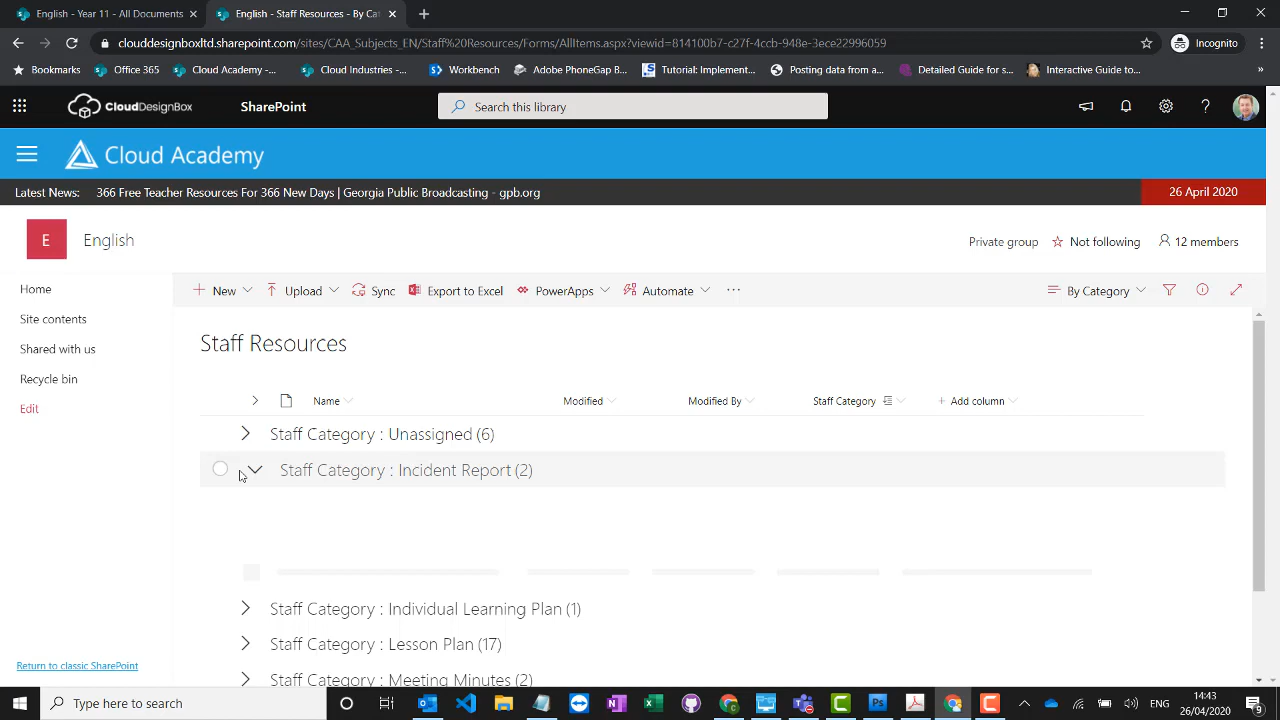 English - Year 11 - All Documents
English - Staff Resources - By Cat
clouddesignboxltd.sharepoint.com/sites/CAA_Subjects_EN/Staff%20Resources/Forms/AllItems.aspx?viewid=814100b7-c27f-4ccb-948e-3ece22996059
Incognito
Bookmarks
Office 365
Cloud Academy -...
Cloud Industries -...
Workbench
Adobe PhoneGap B...
Tutorial: Implement...
Posting data from a...
Detailed Guide for s...
Interactive Guide to...
CloudDesignBox
SharePoint
Search this library
Cloud Academy
Latest News: 366 Free Teacher Resources For 366 New Days | Georgia Public Broadcasting - gpb.org
26 April 2020
E
English
Private group
Not following
12 members
Home
Site contents
Shared with us
Recycle bin
Edit
New
Upload
Sync
Export to Excel
PowerApps
Automate
By Category
Staff Resources
Name
Modified
Modified By
Staff Category
Add column
Staff Category : Unassigned (6)
Staff Category : Incident Report (2)
Staff Category : Individual Learning Plan (1)
Staff Category : Lesson Plan (17)
Staff Category : Meeting Minutes (2)
Return to classic SharePoint
Type here to search
ENG
14:43
26/04/2020
9